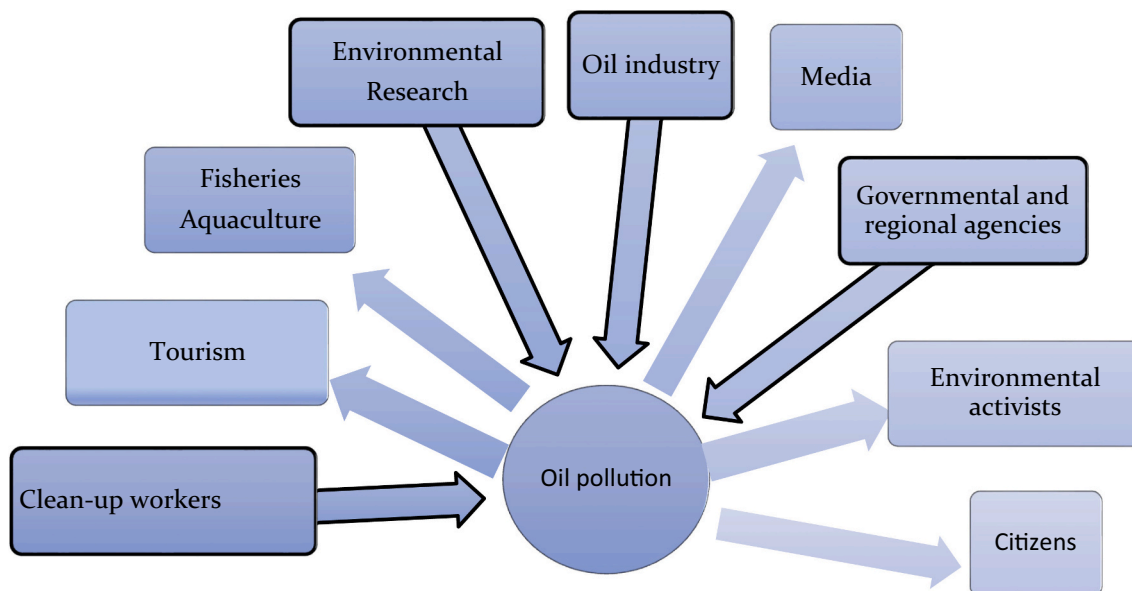 Environmental
Research
Oil industry
Media
Fisheries
Aquaculture
Governmental and
regional agencies
Tourism
Environmental
activists
Clean-up workers
Oil pollution
Citizens